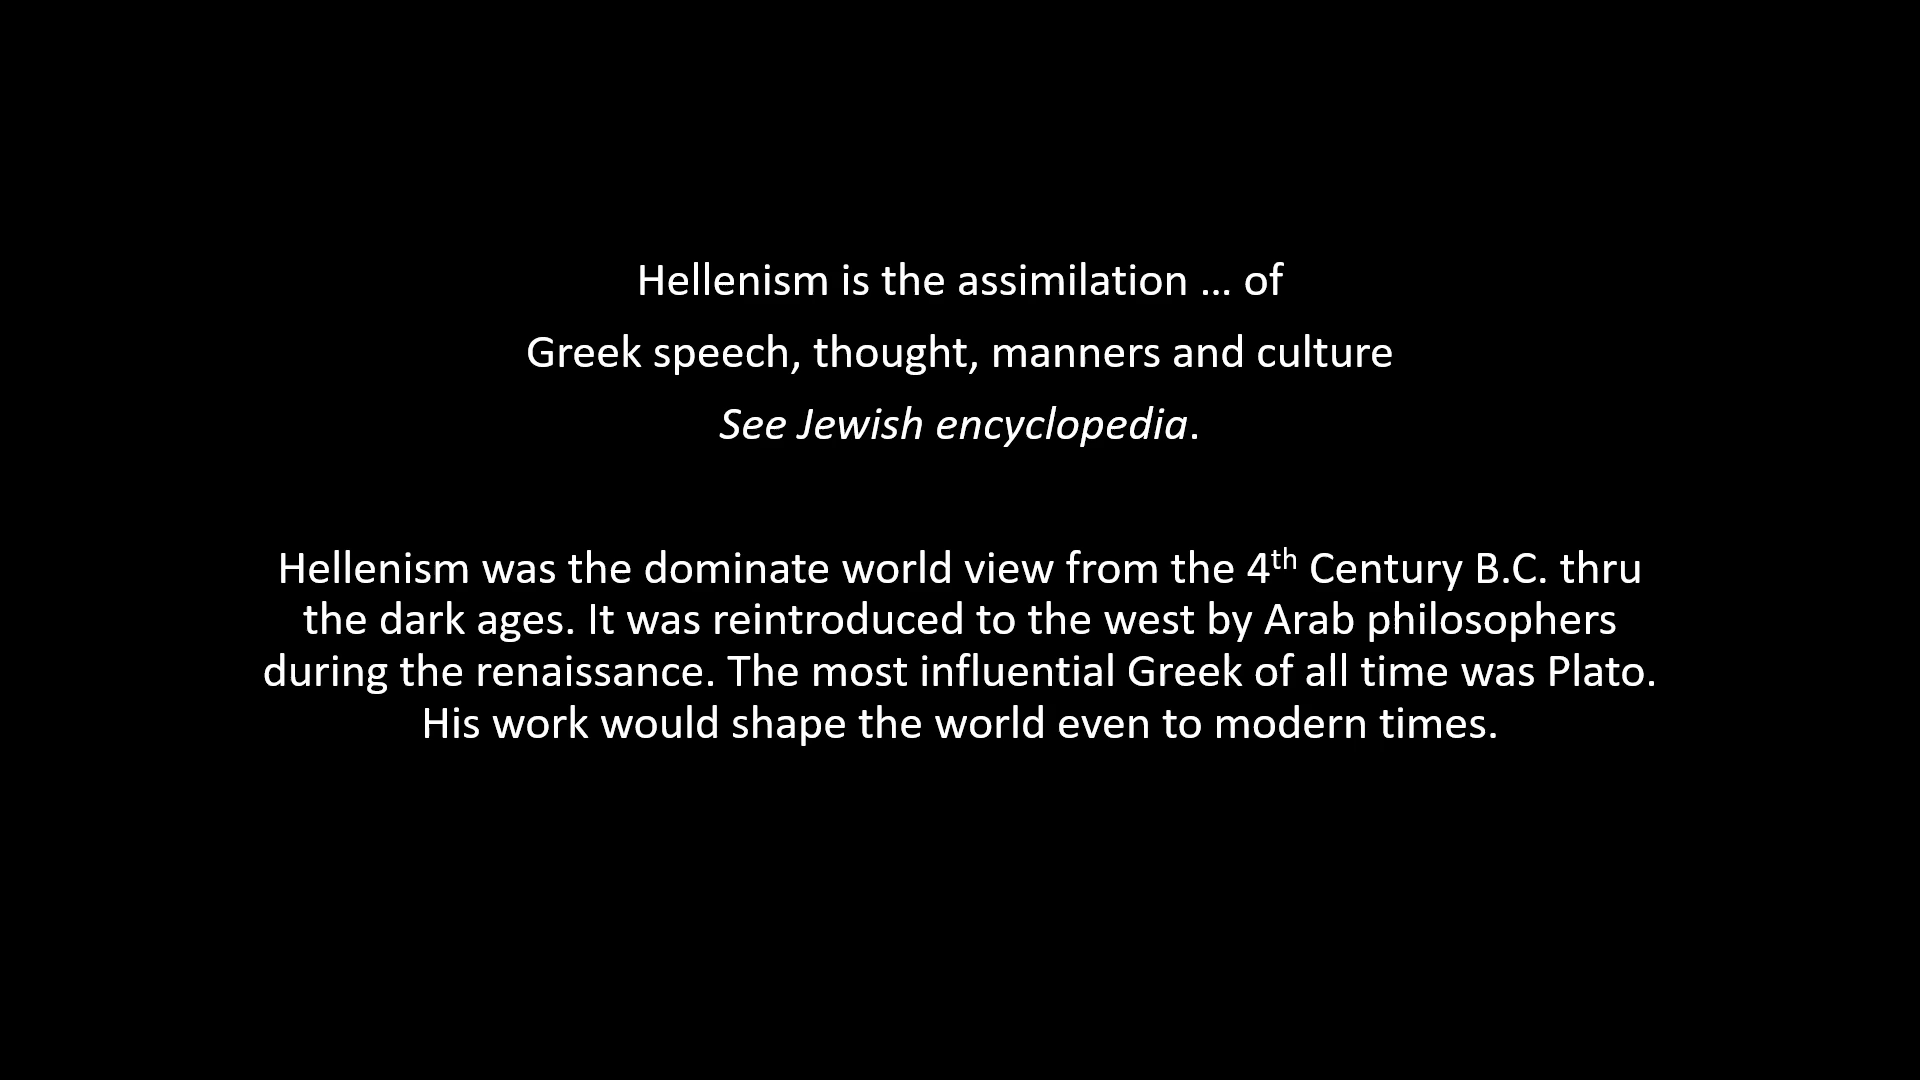 Hellenism is the assimilation ... of
Greek speech, thought, manners and culture
See Jewish encyclopedia.
Hellenism was the dominate world view from the 4th Century B.C. thru
the dark ages. It was reintroduced to the west by Arab philosophers
during the renaissance. The most influential Greek of all time was Plato.
His work would shape the world even to modern times.